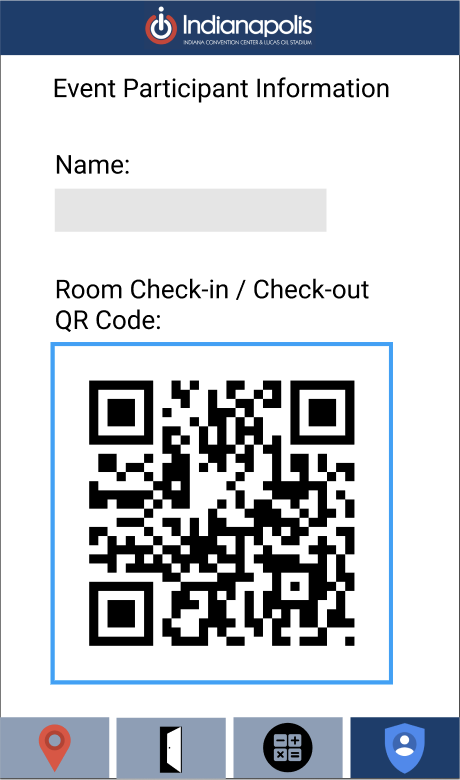 Indianapolis
INDIANA CONVENTION CENTER & LUCAS OIL STADIUM
Event Participant Information
Name:
Room Check-in / Check-out
QR Code: